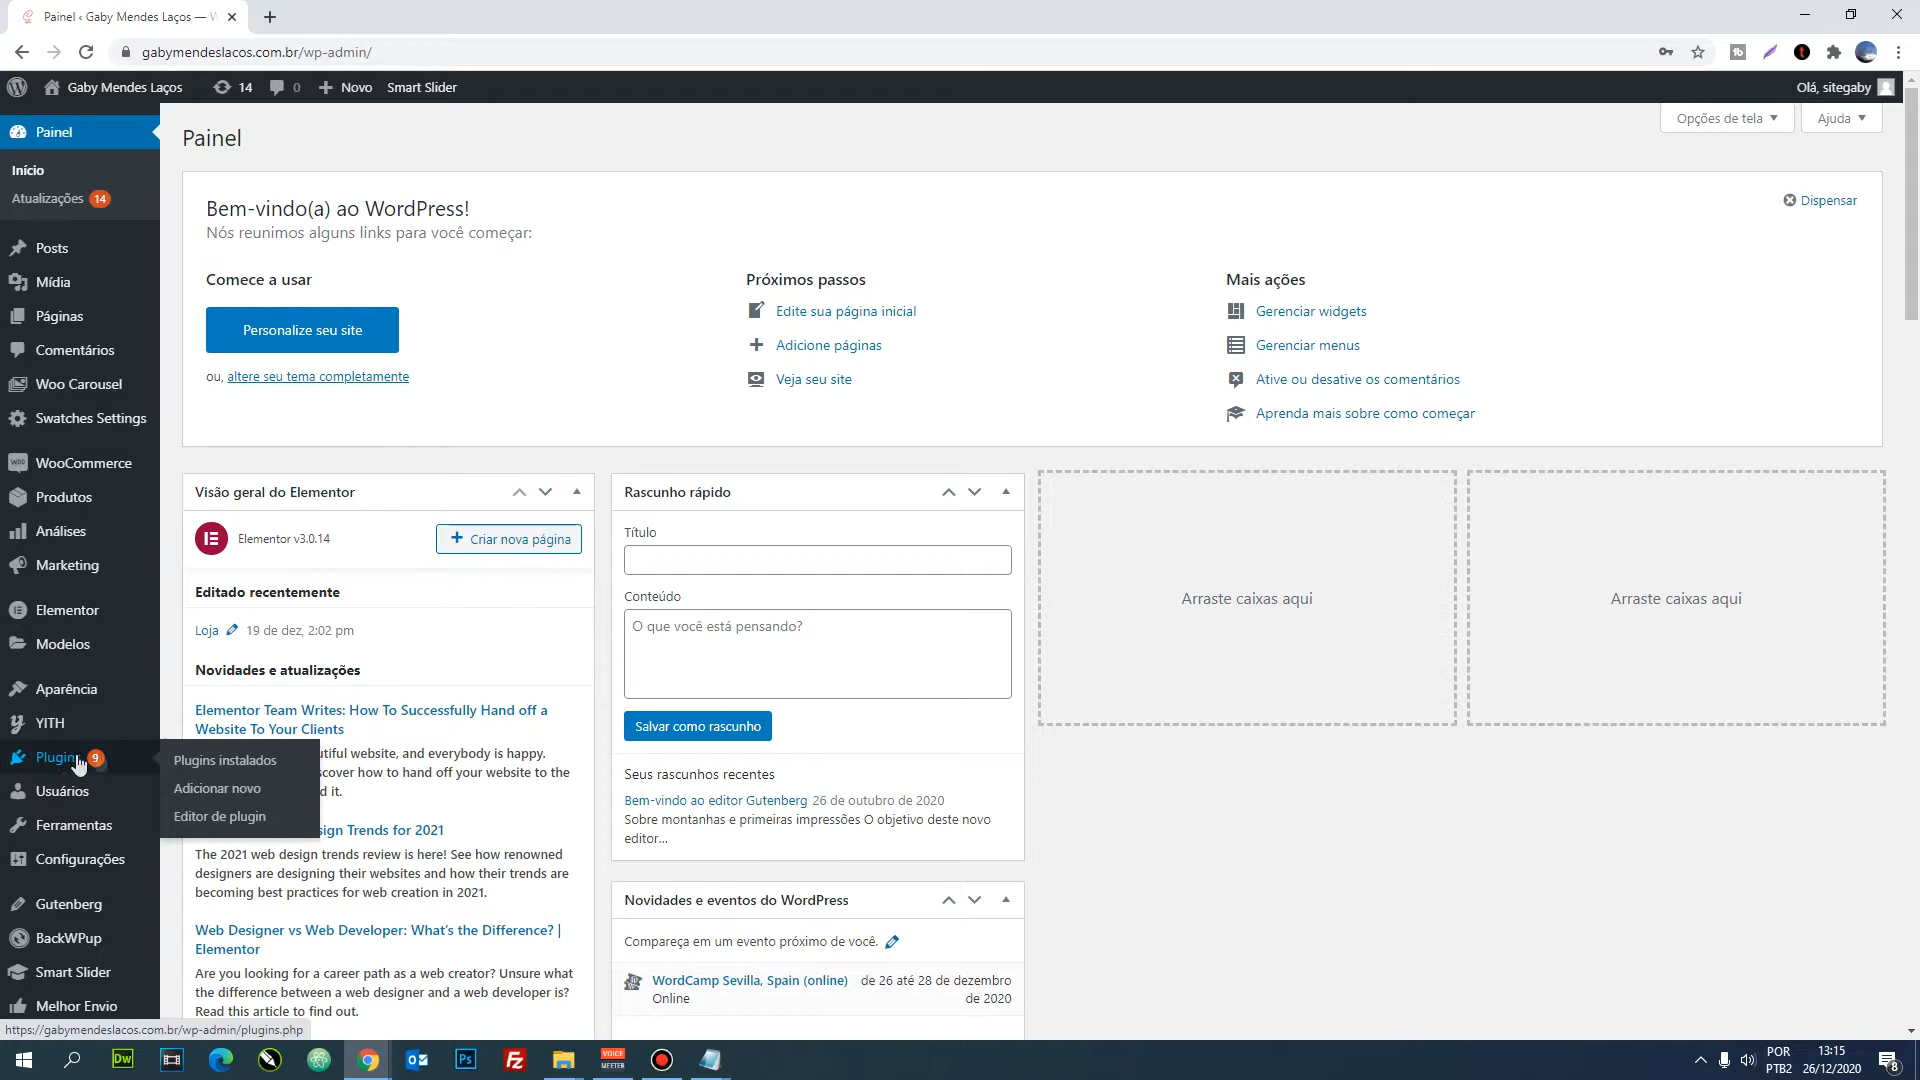 Painel ‹ Gaby Mendes Laços — W
gabymendeslacos.com.br/wp-admin/
Gaby Mendes Laços 14 0 Novo Smart Slider
Olá, sitegaby
Painel
Início
Atualizações 14
Posts
Mídia
Páginas
Comentários
Woo Carousel
Swatches Settings
WooCommerce
Produtos
Análises
Marketing
Elementor
Modelos
Aparência
YITH
Plugin 9
Usuários
Ferramentas
Configurações
Gutenberg
BackWPup
Smart Slider
Melhor Envio
Plugins instalados
Adicionar novo
Editor de plugin
Painel
Opções de tela
Ajuda
Bem-vindo(a) ao WordPress!
Nós reunimos alguns links para você começar:
Dispensar
Comece a usar
Personalize seu site
ou, altere seu tema completamente
Próximos passos
Edite sua página inicial
Adicione páginas
Veja seu site
Mais ações
Gerenciar widgets
Gerenciar menus
Ative ou desative os comentários
Aprenda mais sobre como começar
Visão geral do Elementor
Elementor v3.0.14
Criar nova página
Editado recentemente
Loja 19 de dez, 2:02 pm
Novidades e atualizações
Elementor Team Writes: How To Successfully Hand off a
Website To Your Clients
utiful website, and everybody is happy.
scover how to hand off your website to the
d it.
sign Trends for 2021
The 2021 web design trends review is here! See how renowned
designers are designing their websites and how their trends are
becoming best practices for web creation in 2021.
Web Designer vs Web Developer: What's the Difference? |
Elementor
Are you looking for a career path as a web creator? Unsure what
the difference between a web designer and a web developer is?
Read this article to find out.
Rascunho rápido
Título
Conteúdo
O que você está pensando?
Salvar como rascunho
Seus rascunhos recentes
Bem-vindo ao editor Gutenberg 26 de outubro de 2020
Sobre montanhas e primeiras impressões O objetivo deste novo
editor...
Novidades e eventos do WordPress
Compareça em um evento próximo de você.
WordCamp Sevilla, Spain (online) de 26 até 28 de dezembro
Online de 2020
Arraste caixas aqui
Arraste caixas aqui
https://gabymendeslacos.com.br/wp-admin/plugins.php
Dw
Ps
Fz
VOICE
MEETER
POR
PTB2
13:15
26/12/2020
8